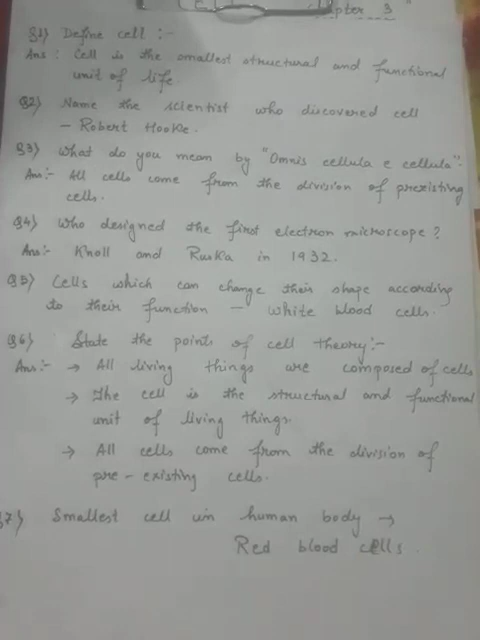 Chapter 3
Q1) Define cell :-
Ans : Cell is the smallest structural and functional
unit of life.
Q2) Name the scientist who discovered cell
- Robert Hooke.
Q3) What do you mean by "Omnis cellula e cellula":
Ans:- All cells come from the division of prexisting
cells.
Q4) Who designed the first electron microscope?
Ans:- Knoll and Ruska in 1932.
Q5) Cells which can change their shape according
to their function - White blood cells.
Q6) State the points of cell theory:-
Ans:- → All living things are composed of cells
→ The cell is the structural and functional
unit of living things.
→ All cells come from the division of
pre-existing cells.
Q7) Smallest cell in human body →
Red blood cells.